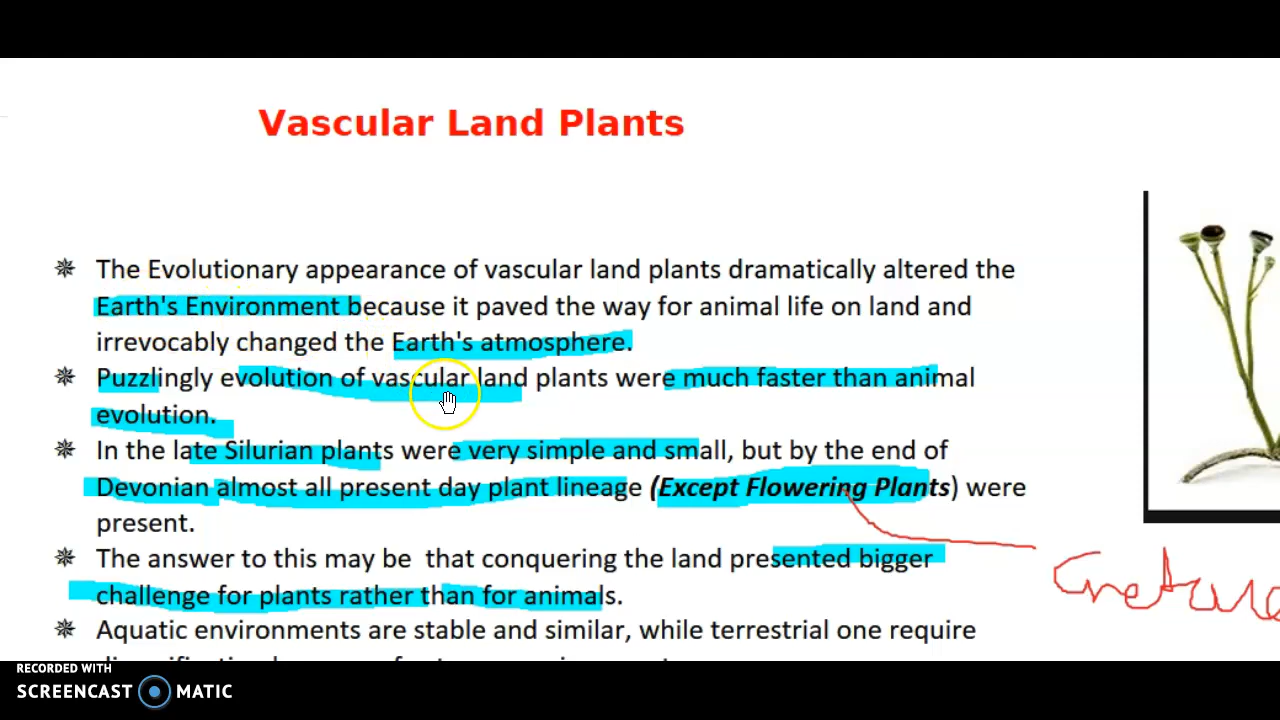 Vascular Land Plants
✵ The Evolutionary appearance of vascular land plants dramatically altered the
Earth's Environment because it paved the way for animal life on land and
irrevocably changed the Earth's atmosphere.
✵ Puzzlingly evolution of vascular land plants were much faster than animal
evolution.
✵ In the late Silurian plants were very simple and small, but by the end of
Devonian almost all present day plant lineage (Except Flowering Plants) were
present.
✵ The answer to this may be that conquering the land presented bigger
challenge for plants rather than for animals.
✵ Aquatic environments are stable and similar, while terrestrial one require
RECORDED WITH
SCREENCAST MATIC